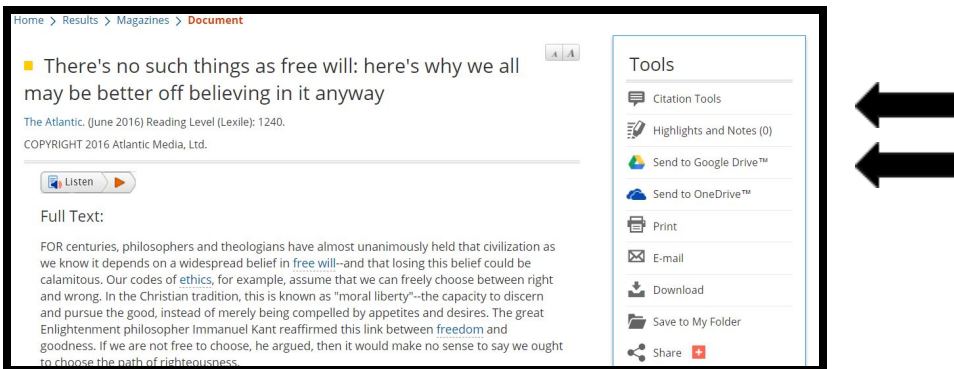 Home > Results > Magazines > Document
There's no such things as free will: here's why we all
may be better off believing in it anyway
A A
The Atlantic. (June 2016) Reading Level (Lexile): 1240.
COPYRIGHT 2016 Atlantic Media, Ltd.
Listen
Full Text:
FOR centuries, philosophers and theologians have almost unanimously held that civilization as
we know it depends on a widespread belief in free will--and that losing this belief could be
calamitous. Our codes of ethics, for example, assume that we can freely choose between right
and wrong. In the Christian tradition, this is known as "moral liberty"--the capacity to discern
and pursue the good, instead of merely being compelled by appetites and desires. The great
Enlightenment philosopher Immanuel Kant reaffirmed this link between freedom and
goodness. If we are not free to choose, he argued, then it would make no sense to say we ought
to choose the path of righteousness.
Tools
Citation Tools
Highlights and Notes (0)
Send to Google Drive™
Send to OneDrive™
Print
E-mail
Download
Save to My Folder
Share